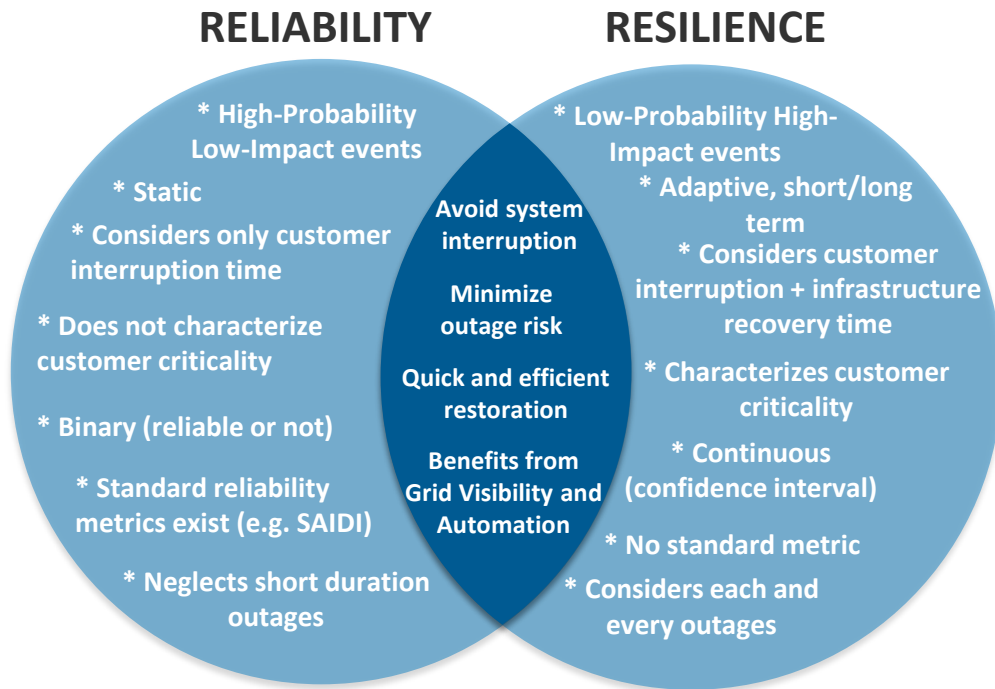 RELIABILITY
RESILIENCE
* High-Probability
Low-Impact events
* Static
* Considers only customer
interruption time
* Does not characterize
customer criticality
* Binary (reliable or not)
* Standard reliability
metrics exist (e.g. SAIDI)
* Neglects short duration
outages
Avoid system
interruption
Minimize
outage risk
Quick and efficient
restoration
Benefits from
Grid Visibility and
Automation
* Low-Probability High-
Impact events
* Adaptive, short/long
term
* Considers customer
interruption + infrastructure
recovery time
* Characterizes customer
criticality
* Continuous
(confidence interval)
* No standard metric
* Considers each and
every outages